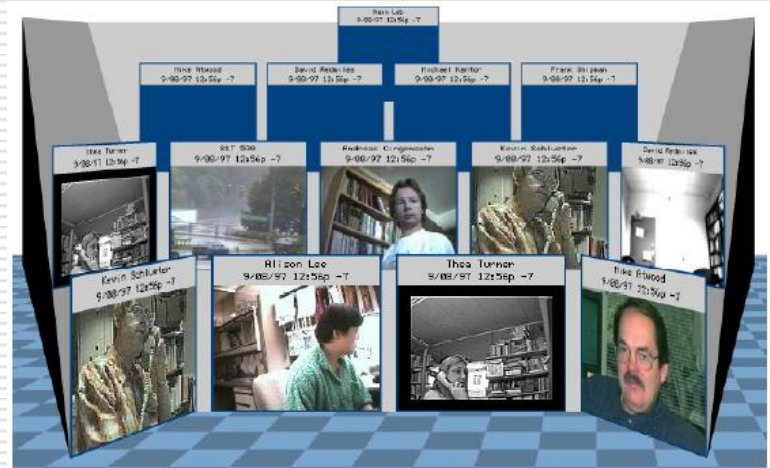 Main Lab
9/08/97 12:56p -7
Mike Atwood
9/08/97 12:56p -7
David Redmiles
9/08/97 12:56p -7
Michael Kantor
9/08/97 12:56p -7
Frank Shipman
9/08/97 12:56p -7
Thea Turner
9/08/97 12:56p -7
9/08/97 12:56p -7
Andreas Girgensohn
9/08/97 12:56p -7
Kevin Schlueter
9/08/97 12:56p -7
David Redmiles
9/08/97 12:56p -7
Kevin Schlueter
9/08/97 12:56p -7
Alison Lee
9/08/97 12:56p -7
Thea Turner
9/08/97 12:56p -7
Mike Atwood
9/08/97 12:56p -7